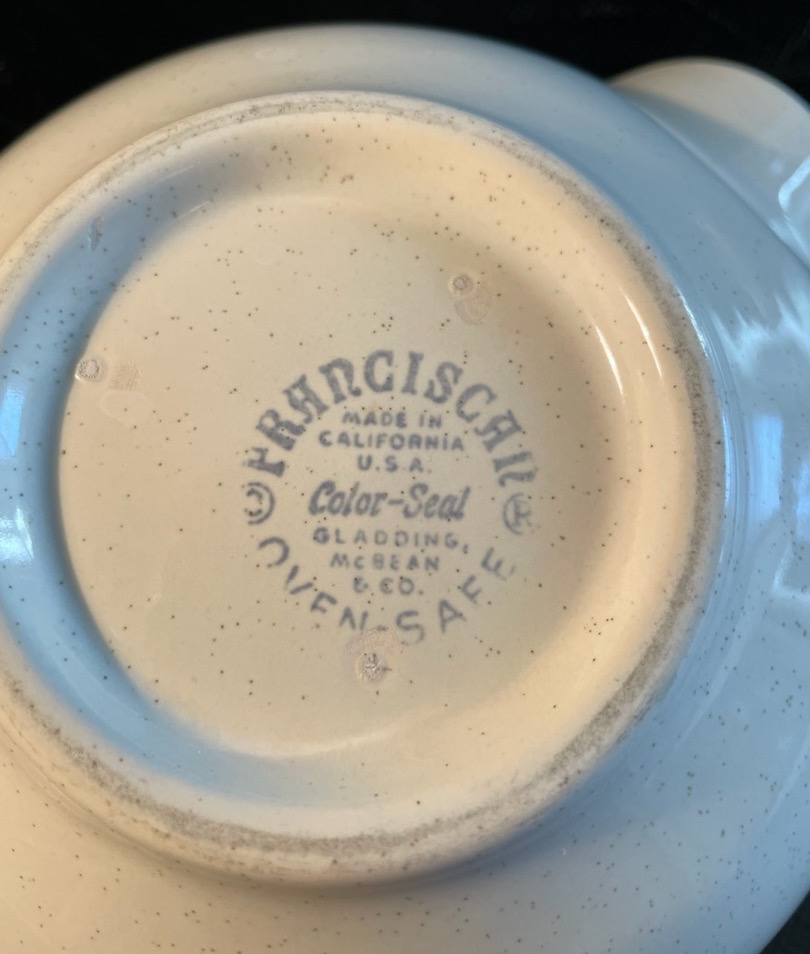 FRANCISCAN
MADE IN
CALIFORNIA
U.S.A.
Color-Seal
GLADDING,
McBEAN
& CO.
OVEN-SAFE
©
®